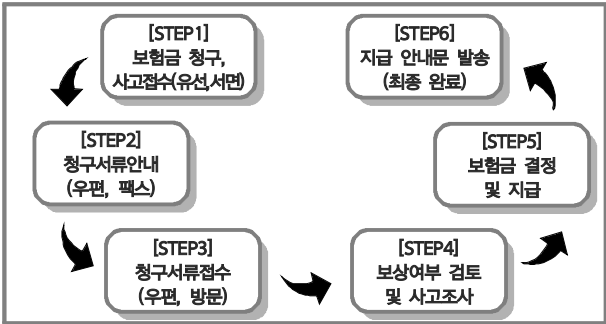 [STEP1]
보험금 청구,
사고접수(유선,서면)
[STEP2]
청구서류안내
(우편, 팩스)
[STEP3]
청구서류접수
(우편, 방문)
[STEP4]
보상여부 검토
및 사고조사
[STEP5]
보험금 결정
및 지급
[STEP6]
지급 안내문 발송
(최종 완료)